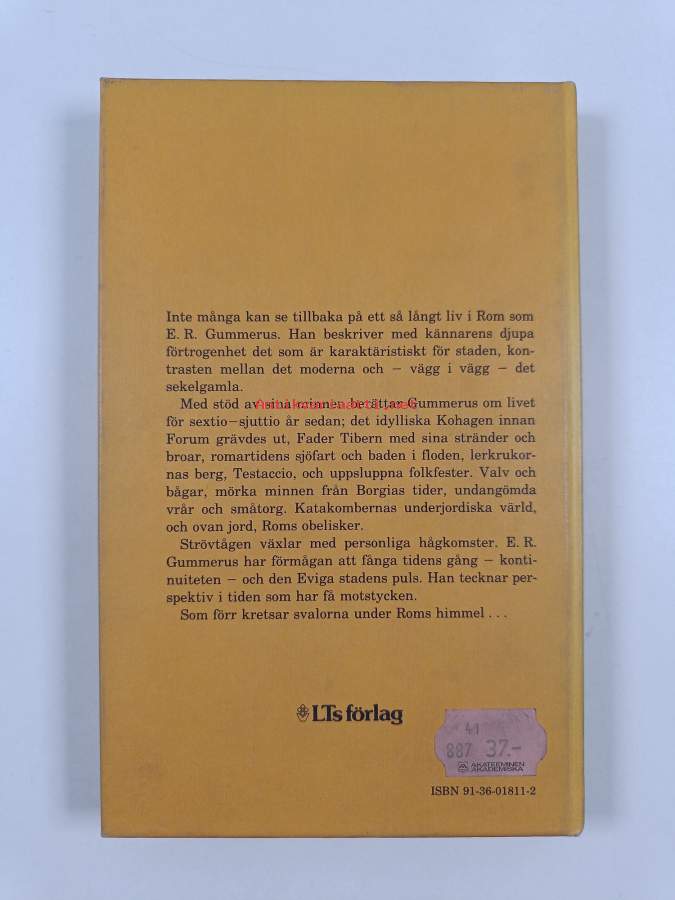 Inte många kan se tillbaka på ett så långt liv i Rom som
E. R. Gummerus. Han beskriver med kännarens djupa
förtrogenhet det som är karaktäristiskt för staden, kon-
trasten mellan det moderna och – vägg i vägg – det
sekelgamla.
Med stöd av sina minnen berättar Gummerus om livet
för sextio–sjuttio år sedan; det idylliska Kohagen innan
Forum grävdes ut, Fader Tibern med sina stränder och
broar, romartidens sjöfart och baden i floden, lerkrukor-
nas berg, Testaccio, och uppsluppna folkfester. Valv och
bågar, mörka minnen från Borgias tider, undangömda
vrår och småtorg. Katakombernas underjordiska värld,
och ovan jord, Roms obelisker.
Strövtågen växlar med personliga hågkomster. E. R.
Gummerus har förmågan att fånga tidens gång – konti-
nuiteten – och den Eviga stadens puls. Han tecknar per-
spektiv i tiden som har få motstycken.
Som förr kretsar svalorna under Roms himmel . . .
LTs förlag
41
887 37.-
AKATEEMINEN
AKADEMISKA
ISBN 91-36-01811-2